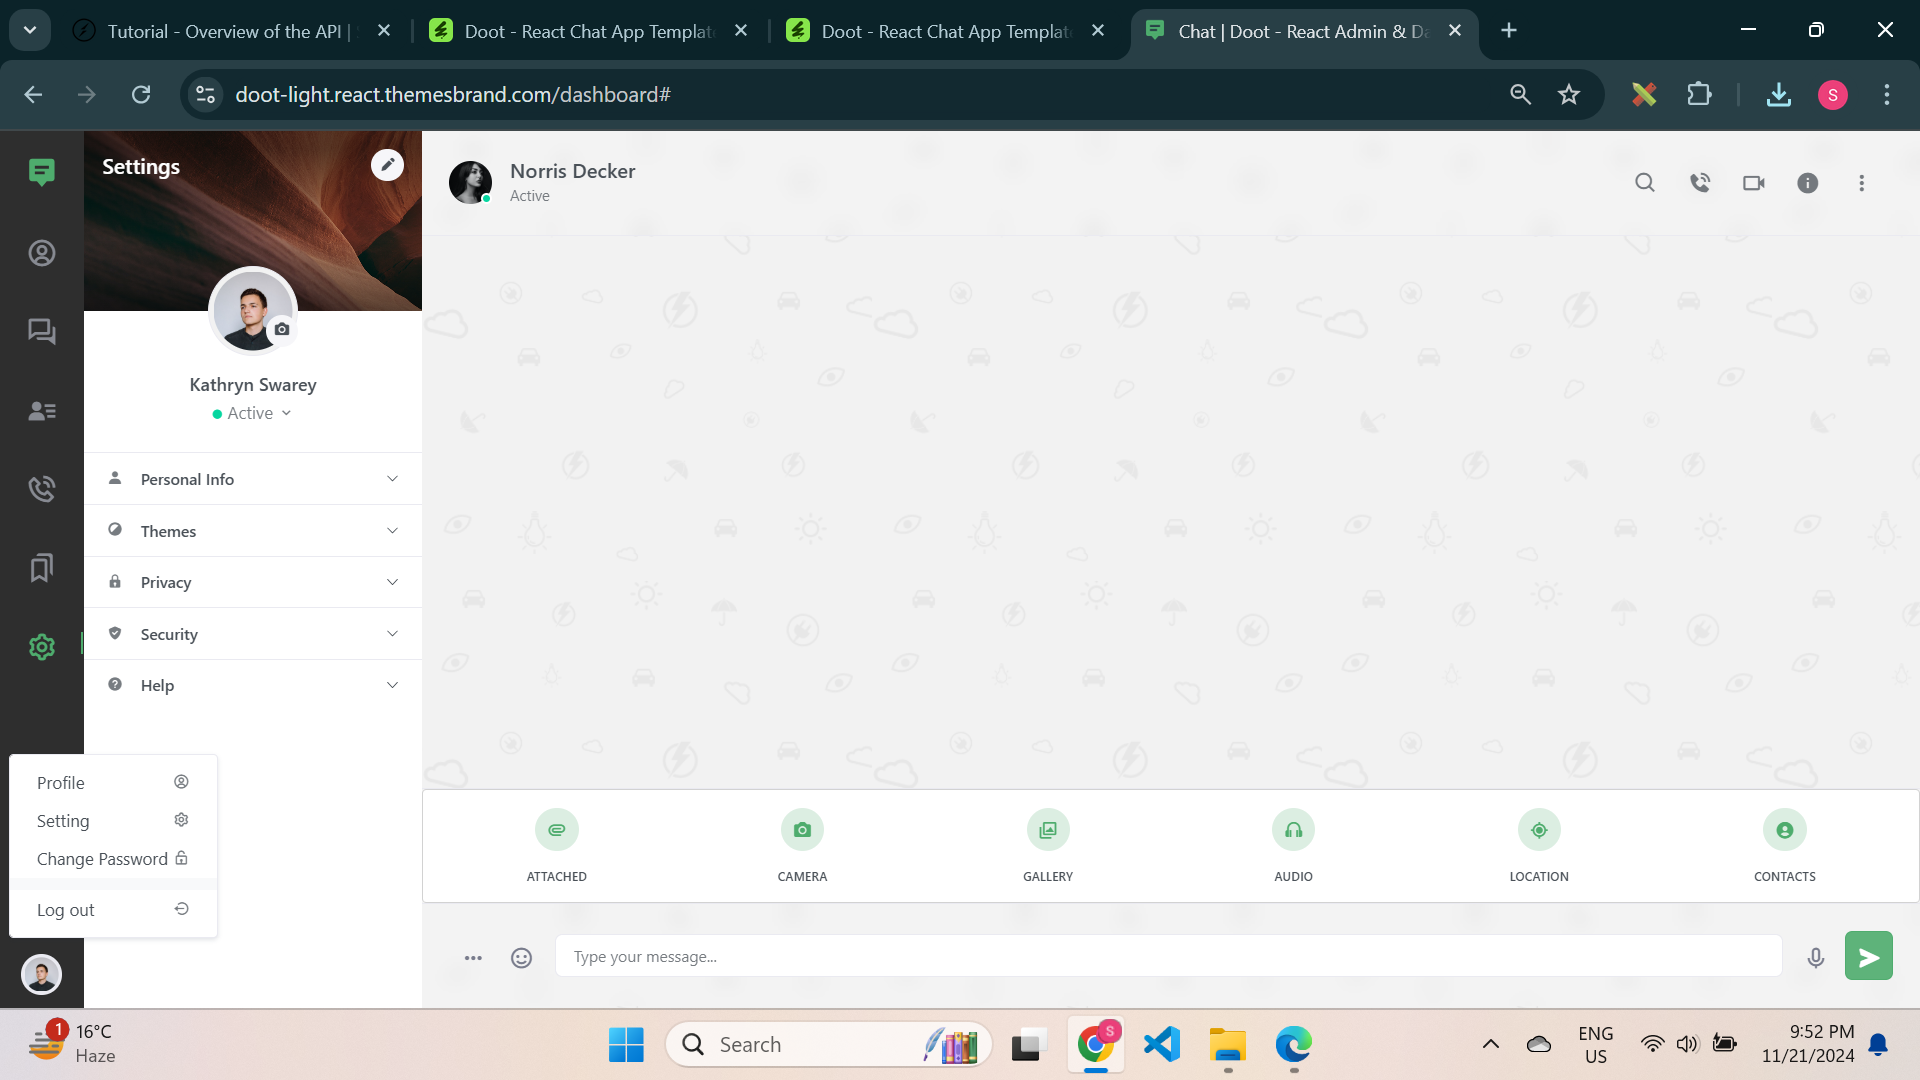 Tutorial - Overview of the API |
Doot - React Chat App Templat
Doot - React Chat App Templat
Chat | Doot - React Admin & Da
doot-light.react.themesbrand.com/dashboard#
S
Settings
Kathryn Swarey
Active
Personal Info
Themes
Privacy
Security
Help
Profile
Setting
Change Password
Log out
Norris Decker
Active
ATTACHED
CAMERA
GALLERY
AUDIO
LOCATION
CONTACTS
Type your message...
1
16°C
Haze
Search
S
ENG
US
9:52 PM
11/21/2024